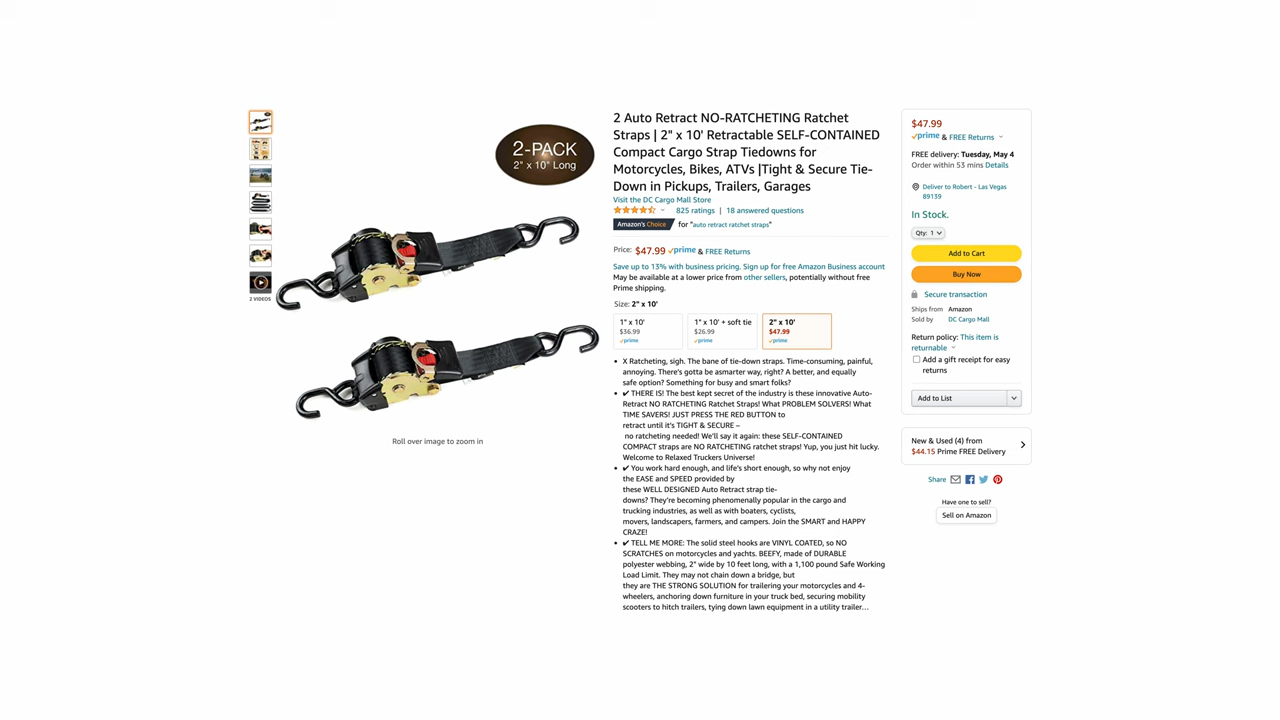 2-PACK
2" x 10' Long
2 VIDEOS
Roll over image to zoom in
2 Auto Retract NO-RATCHETING Ratchet
Straps | 2" x 10' Retractable SELF-CONTAINED
Compact Cargo Strap Tiedowns for
Motorcycles, Bikes, ATVs |Tight & Secure Tie-
Down in Pickups, Trailers, Garages
Visit the DC Cargo Mall Store
825 ratings | 18 answered questions
Amazon's Choice for "auto retract ratchet straps"
Price: $47.99 prime & FREE Returns
Save up to 13% with business pricing. Sign up for free Amazon Business account
May be available at a lower price from other sellers, potentially without free
Prime shipping.
Size: 2" x 10'
1" x 10' 1" x 10' + soft tie 2" x 10'
$36.99 $26.99 $47.99
prime prime prime
• X Ratcheting, sigh. The bane of tie-down straps. Time-consuming, painful,
annoying. There's gotta be asmarter way, right? A better, and equally
safe option? Something for busy and smart folks?
• ✔ THERE IS! The best kept secret of the industry is these innovative Auto-
Retract NO RATCHETING Ratchet Straps! What PROBLEM SOLVERS! What
TIME SAVERS! JUST PRESS THE RED BUTTON to
retract until it's TIGHT & SECURE –
no ratcheting needed! We'll say it again: these SELF-CONTAINED
COMPACT straps are NO RATCHETING ratchet straps! Yup, you just hit lucky.
Welcome to Relaxed Truckers Universe!
• ✔ You work hard enough, and life's short enough, so why not enjoy
the EASE and SPEED provided by
these WELL DESIGNED Auto Retract strap tie-
downs? They're becoming phenomenally popular in the cargo and
trucking industries, as well as with boaters, cyclists,
movers, landscapers, farmers, and campers. Join the SMART and HAPPY
CRAZE!
• ✔ TELL ME MORE: The solid steel hooks are VINYL COATED, so NO
SCRATCHES on motorcycles and yachts. BEEFY, made of DURABLE
polyester webbing, 2" wide by 10 feet long, with a 1,100 pound Safe Working
Load Limit. They may not chain down a bridge, but
they are THE STRONG SOLUTION for trailering your motorcycles and 4-
wheelers, anchoring down furniture in your truck bed, securing mobility
scooters to hitch trailers, tying down lawn equipment in a utility trailer…
$47.99
prime & FREE Returns
FREE delivery: Tuesday, May 4
Order within 53 mins Details
Deliver to Robert - Las Vegas
89139
In Stock.
Qty: 1
Add to Cart
Buy Now
Secure transaction
Ships from Amazon
Sold by DC Cargo Mall
Return policy: This item is
returnable
Add a gift receipt for easy
returns
Add to List
New & Used (4) from
$44.15 Prime FREE Delivery
Share
Have one to sell?
Sell on Amazon